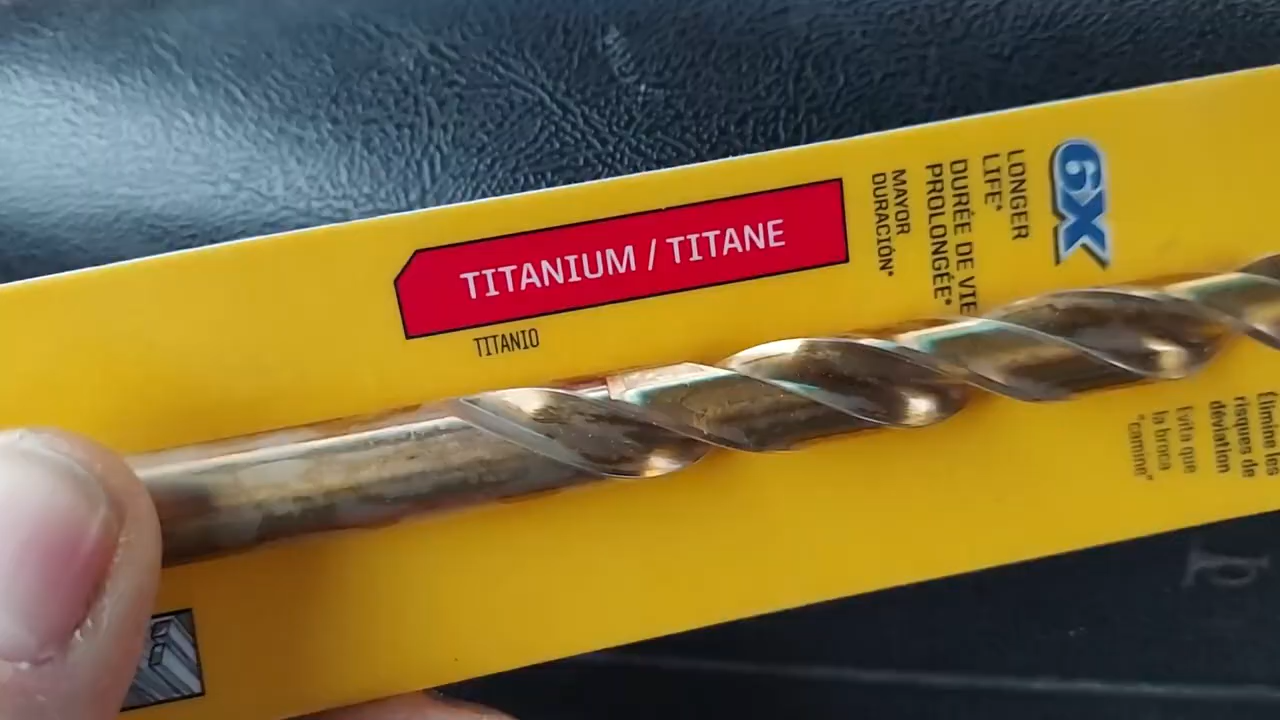 TITANIUM / TITANE
TITANIO
6X
LONGER
LIFE*
DURÉE DE VIE
PROLONGÉE*
MAYOR
DURACIÓN*
Élimine les
risques de
déviation
Evita que
la broca
"camine"